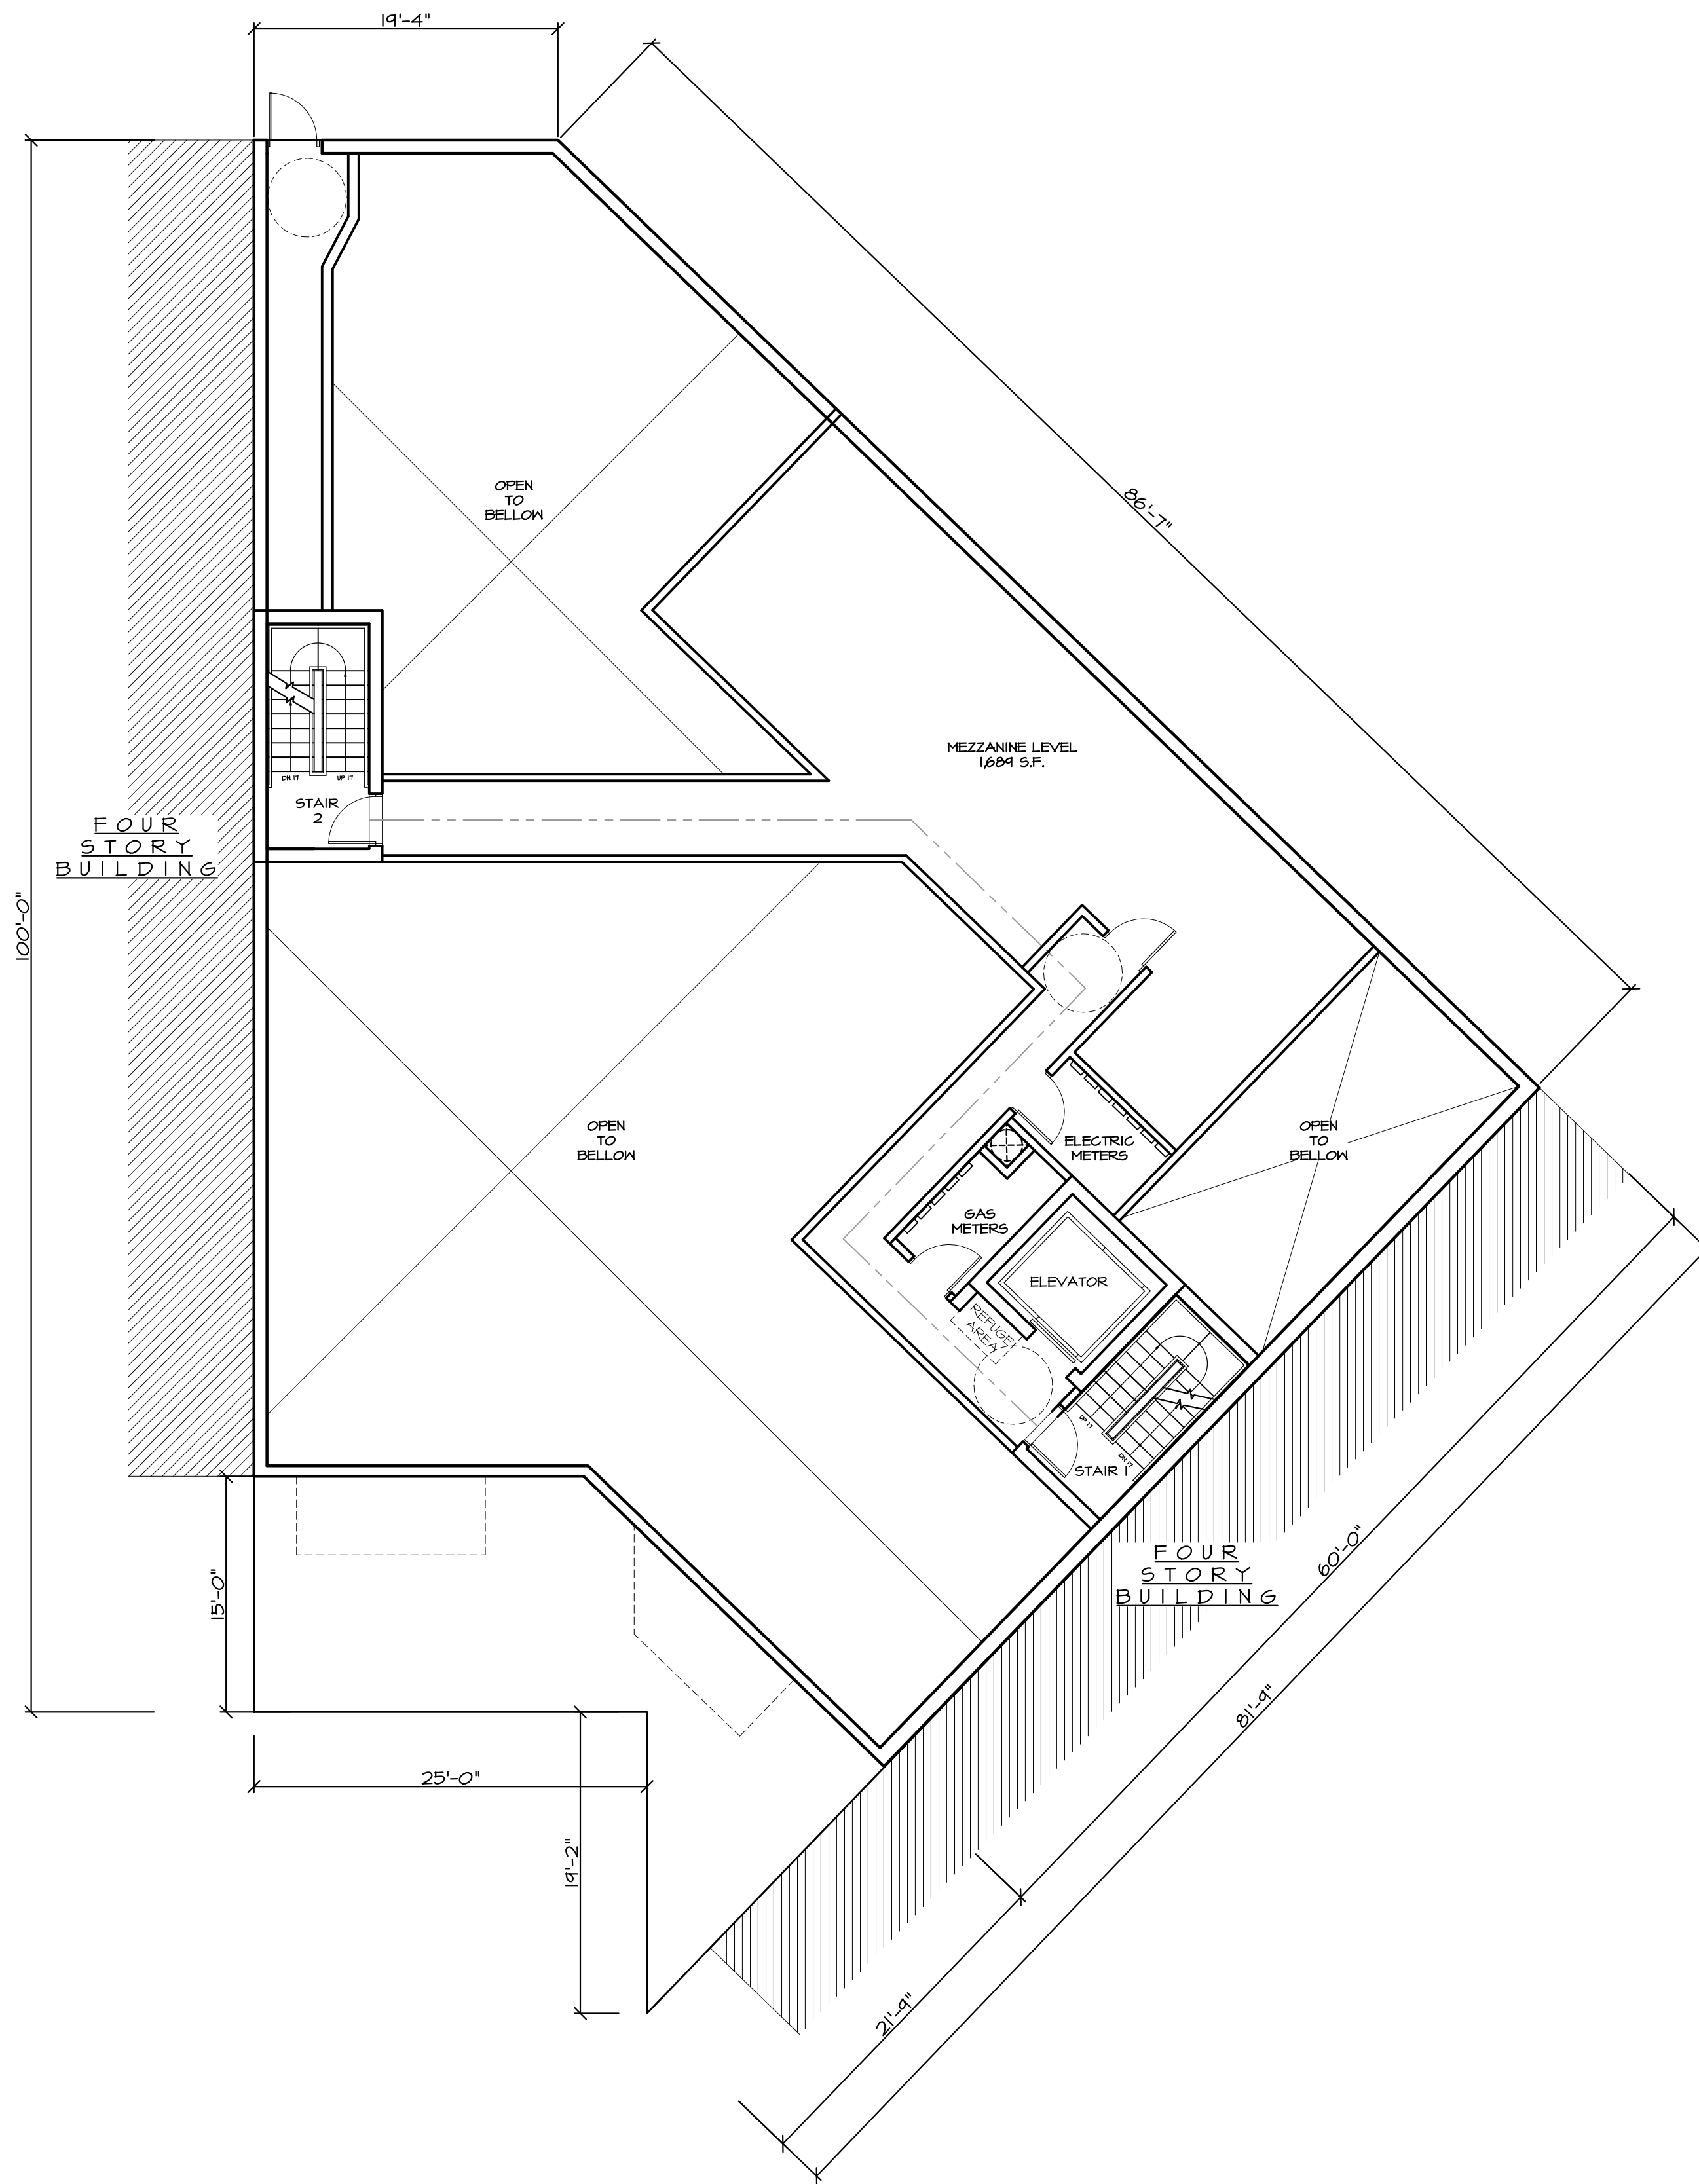 19'-4"
86'-7"
OPEN
TO
BELLOW
MEZZANINE LEVEL
1,689 S.F.
DN 17
UP 17
STAIR
2
FOUR
STORY
BUILDING
100'-0"
OPEN
TO
BELLOW
ELECTRIC
METERS
OPEN
TO
BELLOW
GAS
METERS
ELEVATOR
REFUGE
AREA
UP 17
DN 17
STAIR 1
FOUR
STORY
BUILDING
60'-0"
15'-0"
81'-9"
25'-0"
19'-2"
21'-9"